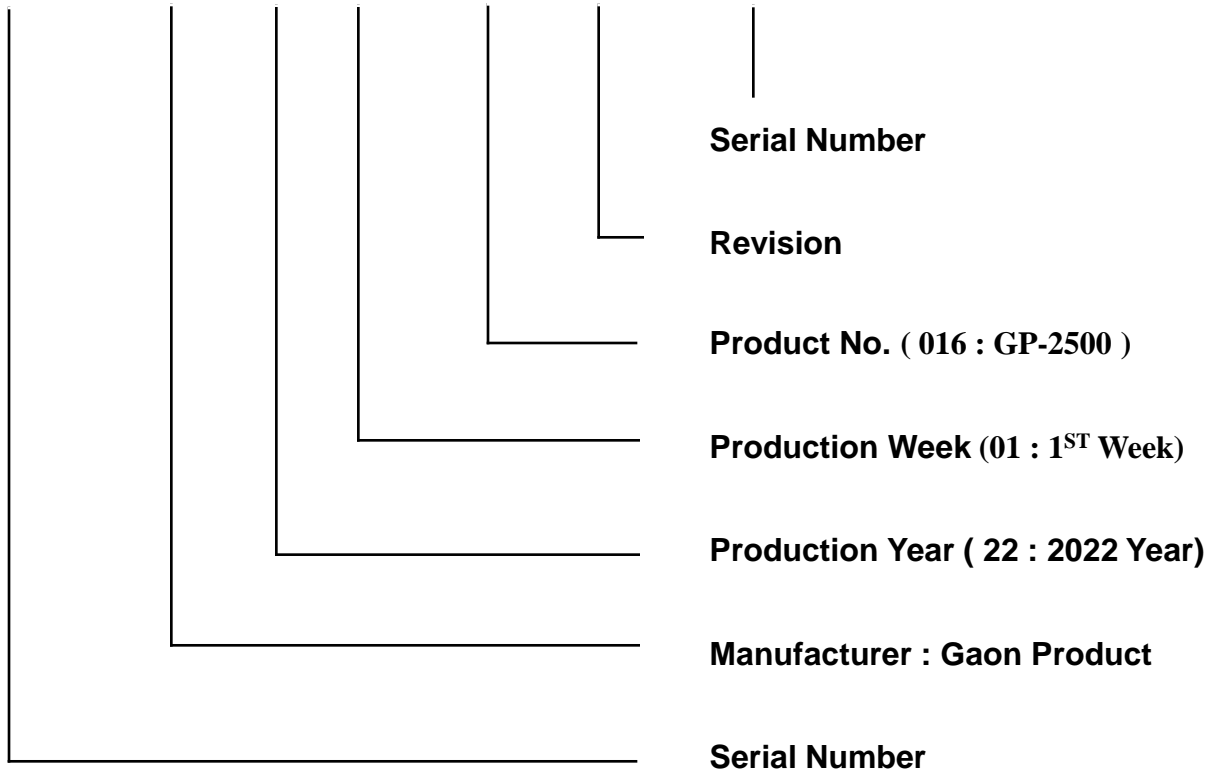 Serial Number
Revision
Product No. ( 016 : GP-2500 )
Production Week (01 : 1ST Week)
Production Year ( 22 : 2022 Year)
Manufacturer : Gaon Product
Serial Number